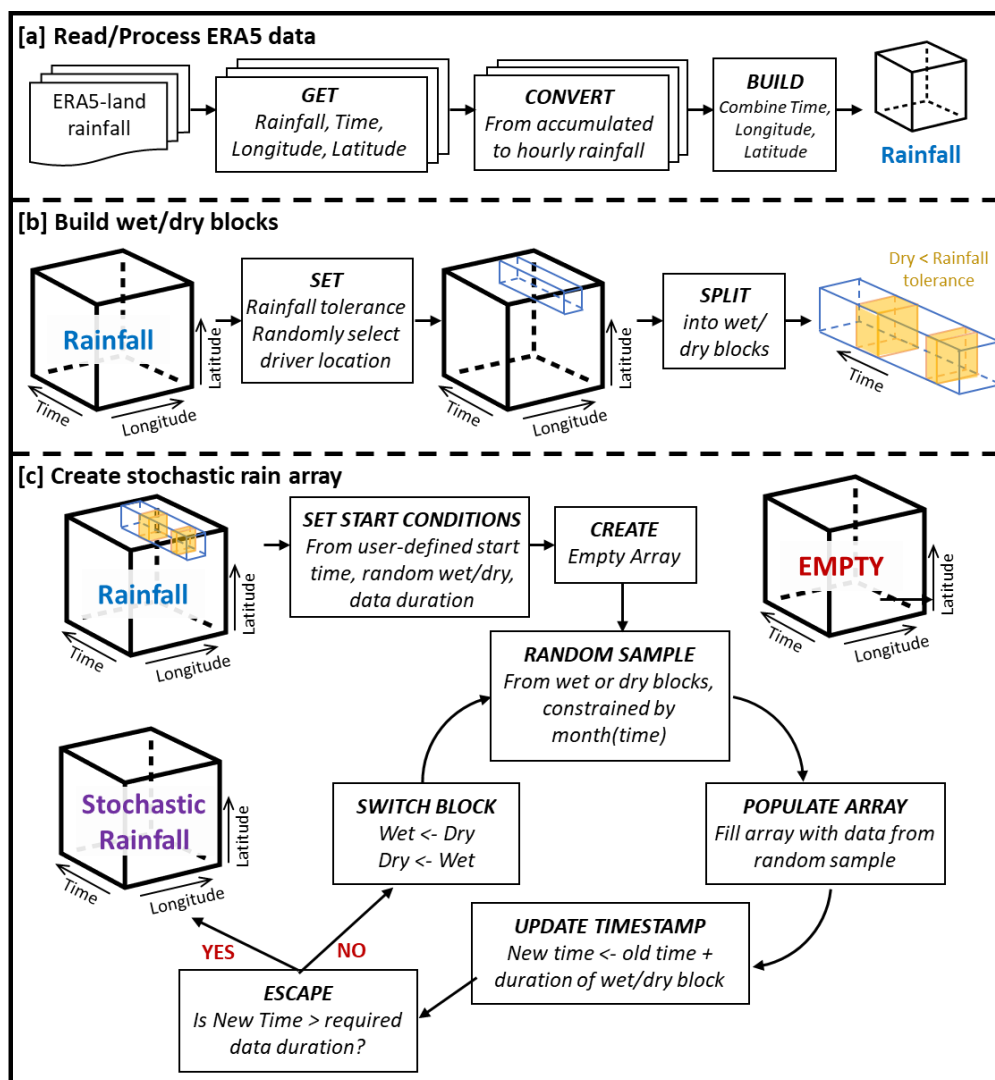 [a] Read/Process ERA5 data
ERA5-land
rainfall
GET
Rainfall, Time,
Longitude, Latitude
CONVERT
From accumulated
to hourly rainfall
BUILD
Combine Time,
Longitude,
Latitude
Rainfall
[b] Build wet/dry blocks
Rainfall
Time
Longitude
Latitude
SET
Rainfall tolerance
Randomly select
driver location
Time
Longitude
Latitude
SPLIT
into wet/
dry blocks
Dry < Rainfall
tolerance
Time
[c] Create stochastic rain array
Rainfall
Time
Longitude
Latitude
SET START CONDITIONS
From user-defined start
time, random wet/dry,
data duration
CREATE
Empty Array
EMPTY
Time
Longitude
Latitude
RANDOM SAMPLE
From wet or dry blocks,
constrained by
month(time)
POPULATE ARRAY
Fill array with data from
random sample
UPDATE TIMESTAMP
New time <- old time +
duration of wet/dry block
ESCAPE
Is New Time > required
data duration?
YES
NO
SWITCH BLOCK
Wet <- Dry
Dry <- Wet
Stochastic
Rainfall
Time
Longitude
Latitude